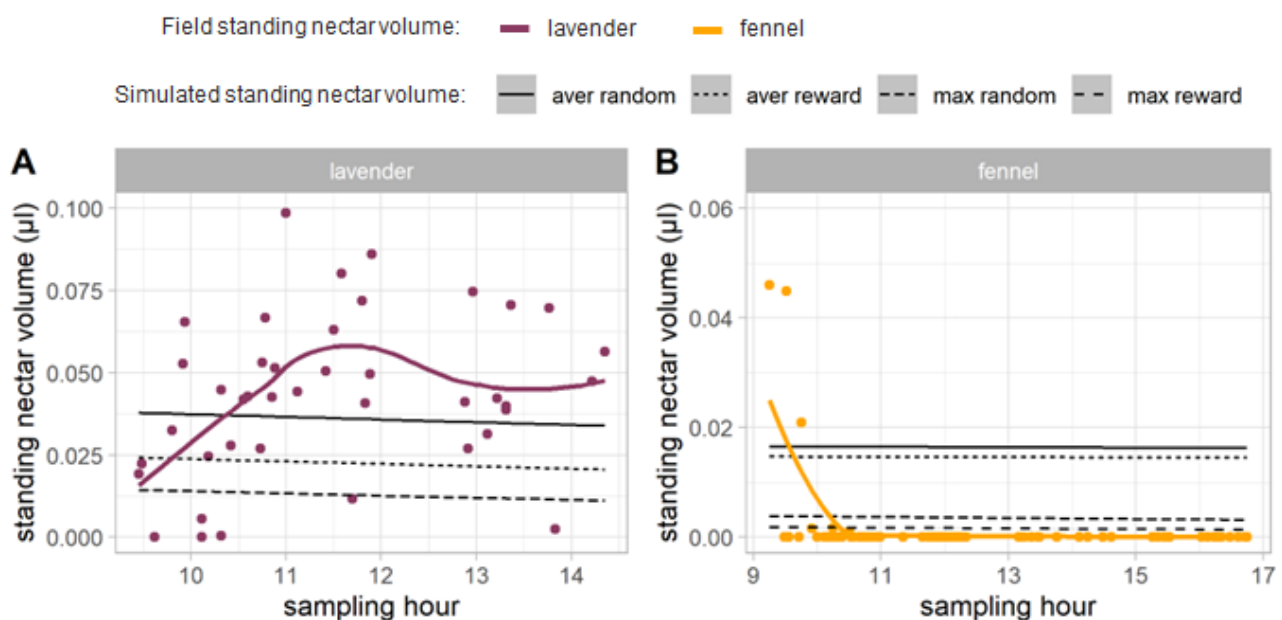 Field standing nectar volume: lavender fennel
Simulated standing nectar volume: aver random aver reward max random max reward
A
lavender
standing nectar volume (µl)
0.100
0.075
0.050
0.025
0.000
10 11 12 13 14
sampling hour
B
fennel
standing nectar volume (µl)
0.06
0.04
0.02
0.00
9 11 13 15 17
sampling hour